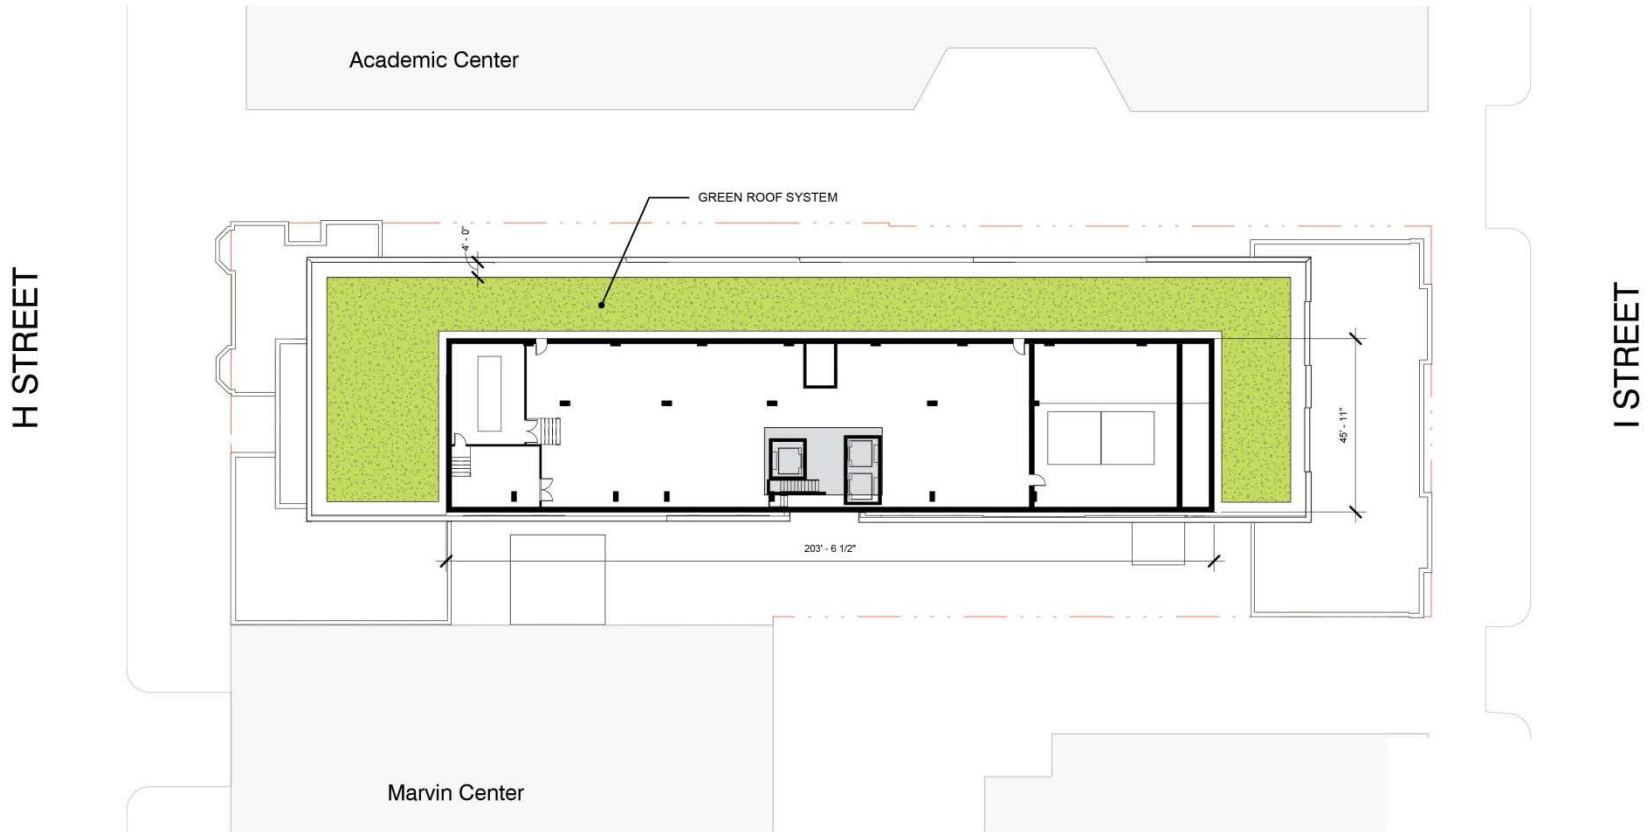 Academic Center
GREEN ROOF SYSTEM
4' - 0"
H STREET
I STREET
45' - 11"
203' - 6 1/2"
Marvin Center